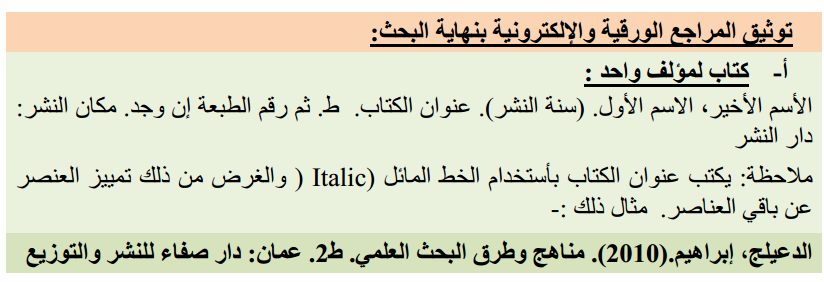 توثيق المراجع الورقية والإلكترونية بنهاية البحث:
أ- كتاب لمؤلف واحد :
الأسم الأخير، الاسم الأول. (سنة النشر). عنوان الكتاب. ط. ثم رقم الطبعة إن وجد. مكان النشر:
دار النشر
ملاحظة: يكتب عنوان الكتاب بأستخدام الخط المائل (Italic ( والغرض من ذلك تمييز العنصر
عن باقي العناصر. مثال ذلك :-
الدعيلج، إبراهيم.(2010). مناهج وطرق البحث العلمي. ط2. عمان: دار صفاء للنشر والتوزيع